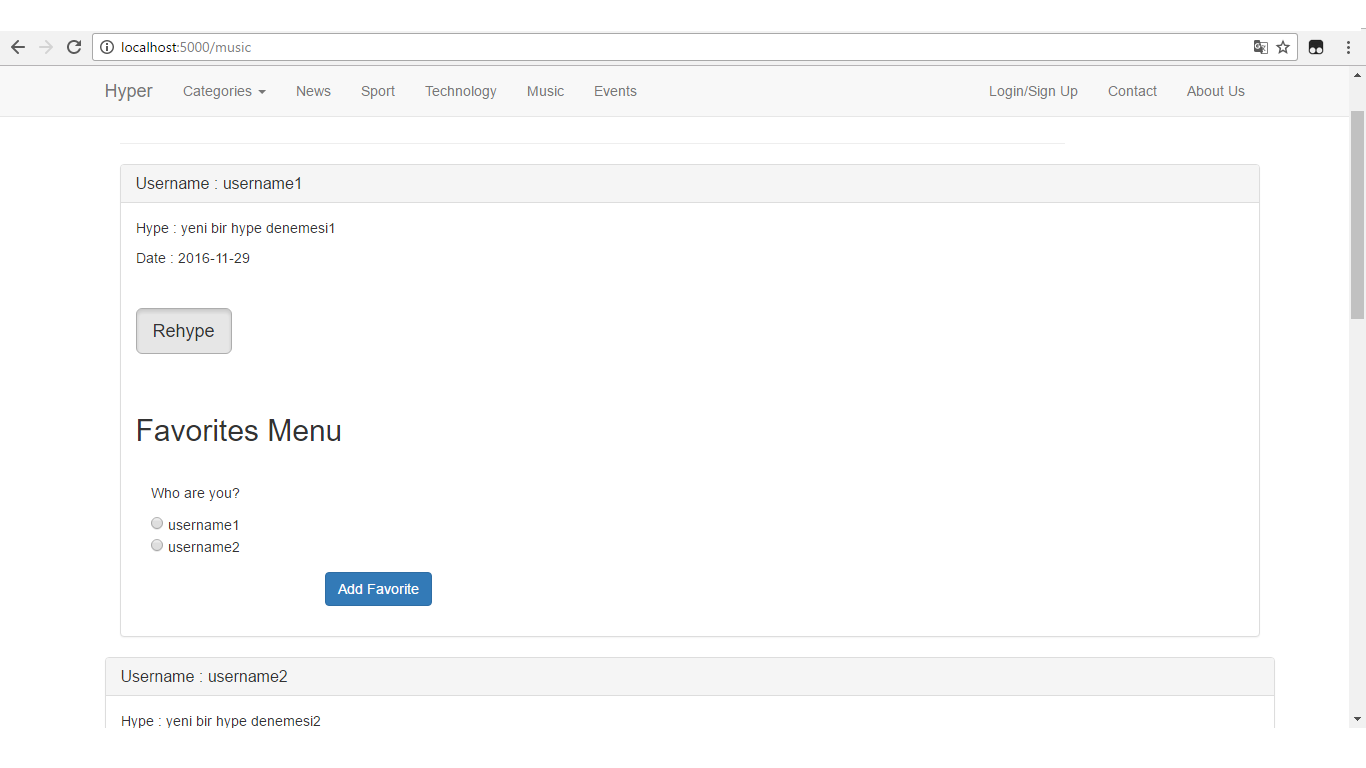 localhost:5000/music
Hyper Categories News Sport Technology Music Events Login/Sign Up Contact About Us
Username : username1
Hype : yeni bir hype denemesi1
Date : 2016-11-29
Rehype
Favorites Menu
Who are you?
username1
username2
Add Favorite
Username : username2
Hype : yeni bir hype denemesi2